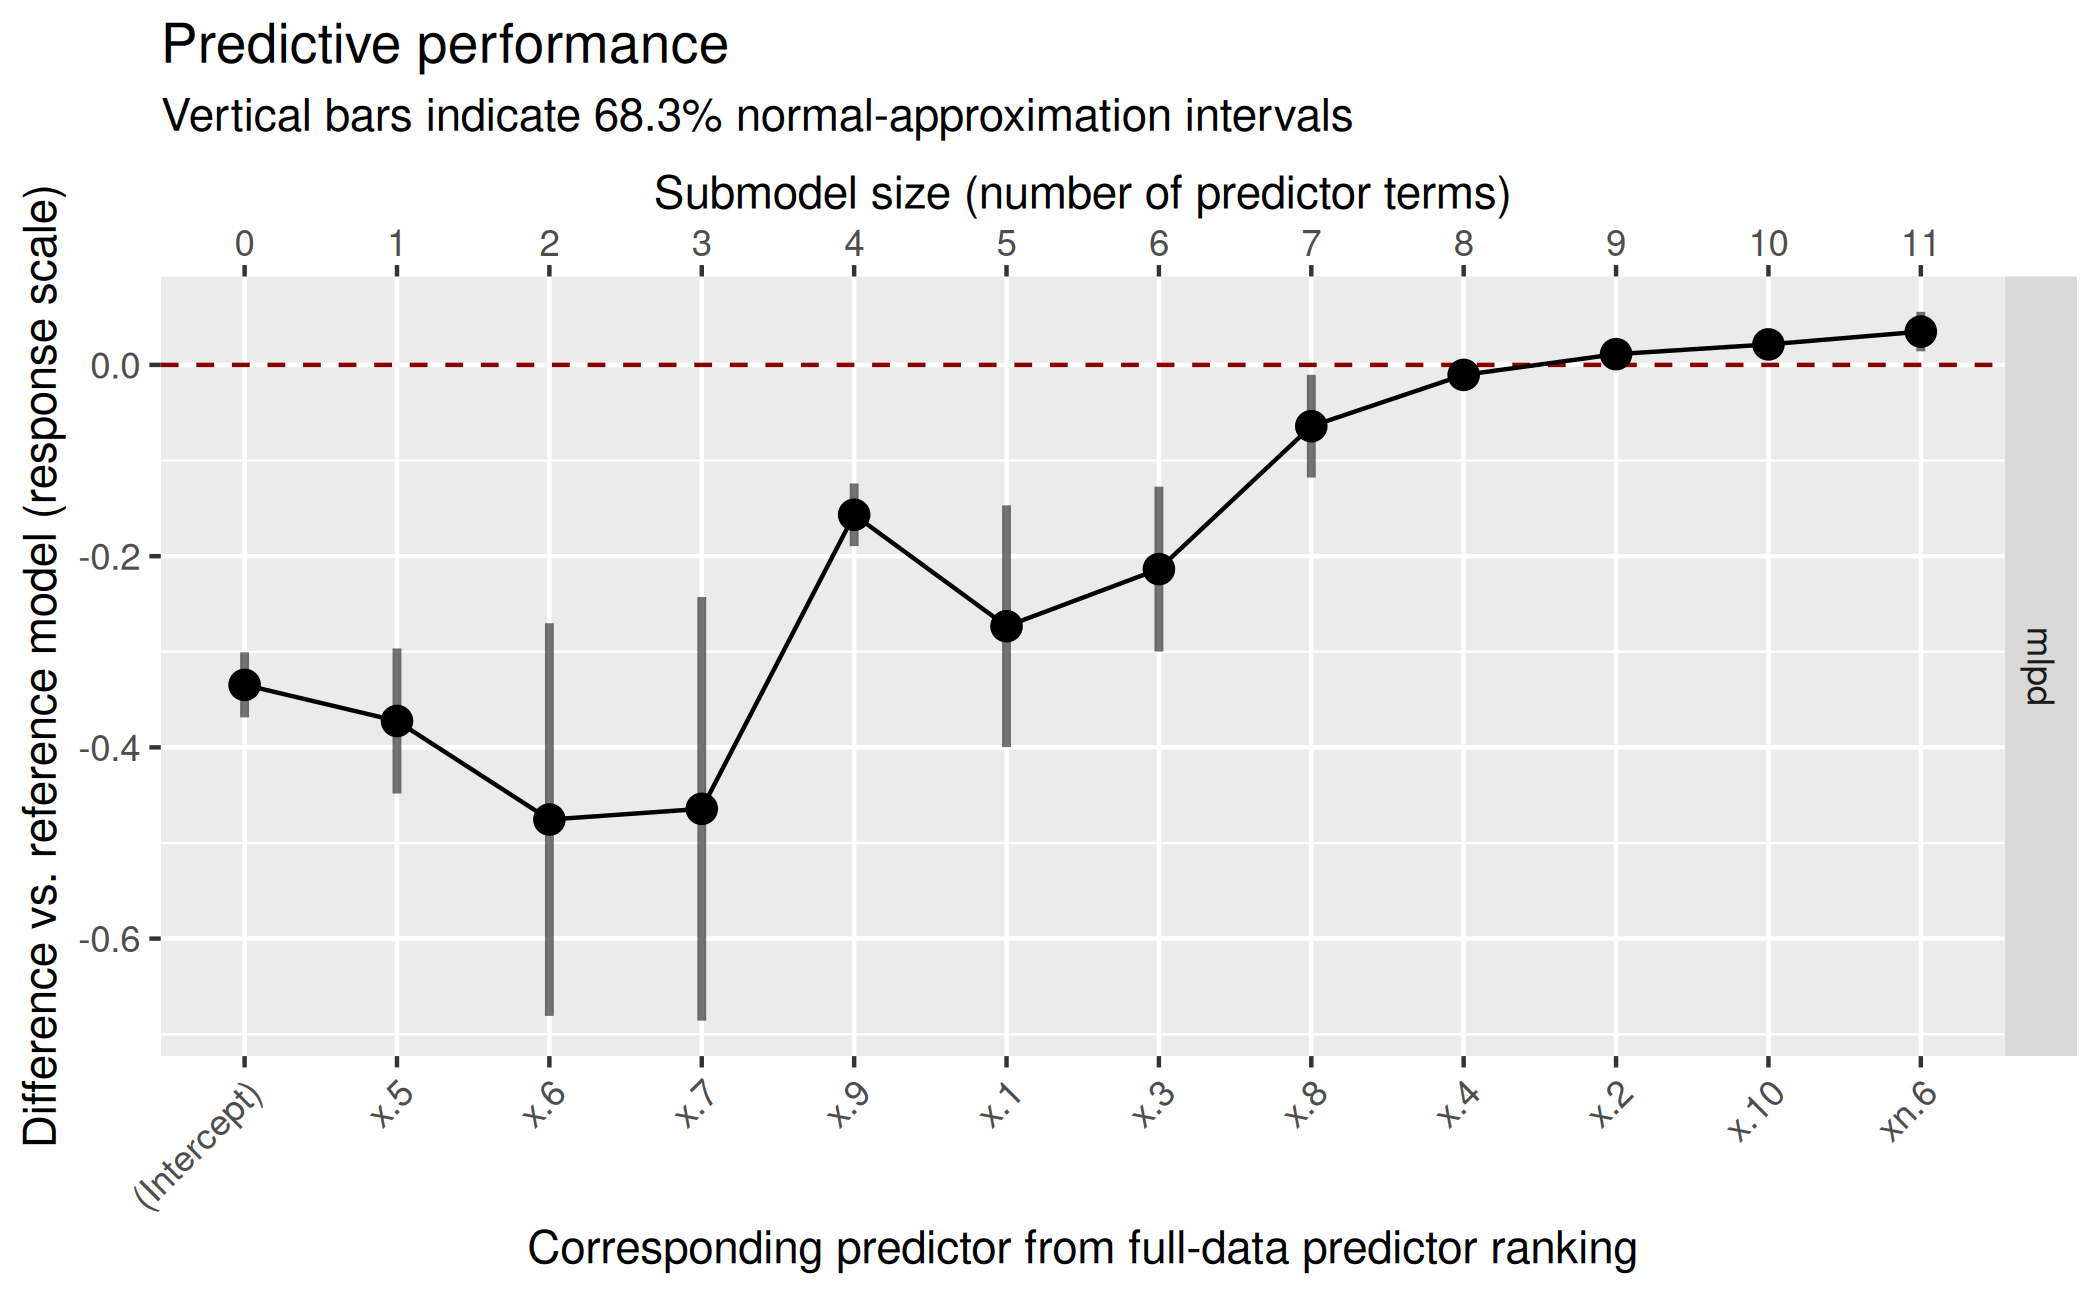 Predictive performance
Vertical bars indicate 68.3% normal-approximation intervals
Submodel size (number of predictor terms)
0 1 2 3 4 5 6 7 8 9 10 11
Difference vs. reference model (response scale)
0.0
-0.2
-0.4
-0.6
mlpd
(Intercept) x.5 x.6 x.7 x.9 x.1 x.3 x.8 x.4 x.2 x.10 xn.6
Corresponding predictor from full-data predictor ranking